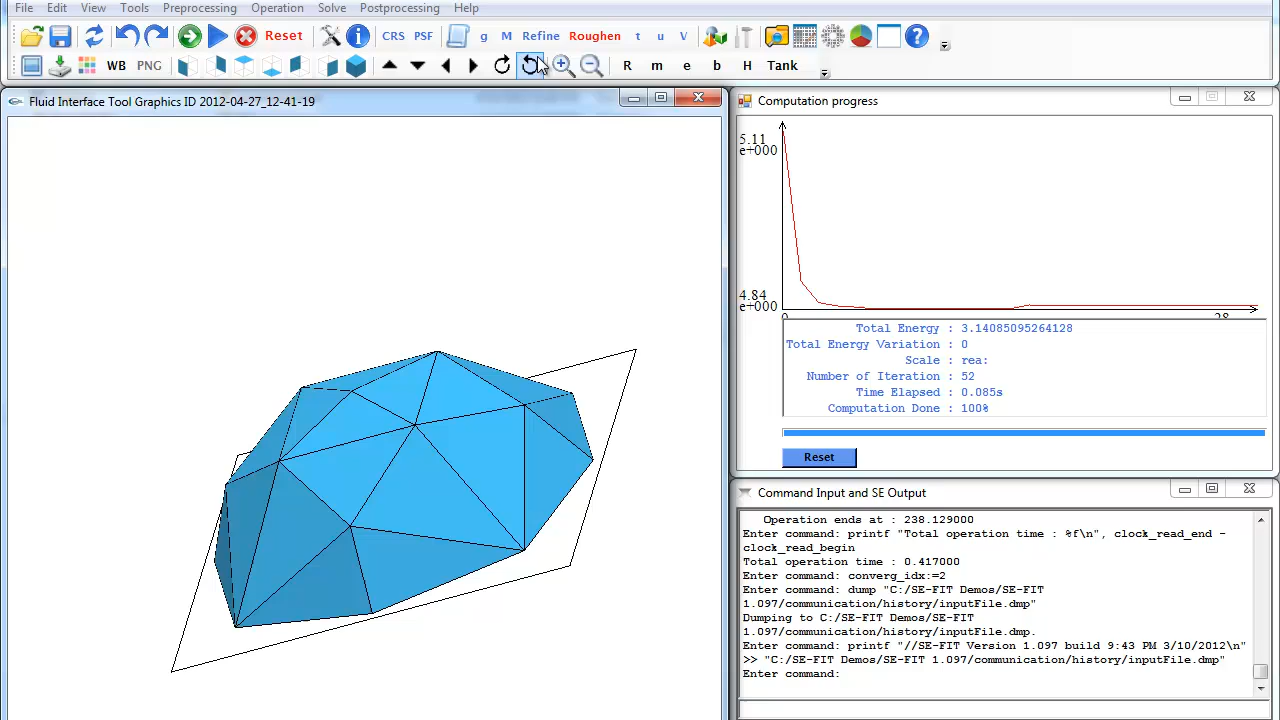 File Edit View Tools Preprocessing Operation Solve Postprocessing Help
Reset CRS PSF g M Refine Roughen t u V
WB PNG R m e b H Tank
Fluid Interface Tool Graphics ID 2012-04-27_12-41-19
Computation progress
5.11
e+000
4.84
e+000
0 28
Total Energy : 3.14085095264128
Total Energy Variation : 0
Scale : rea:
Number of Iteration : 52
Time Elapsed : 0.085s
Computation Done : 100%
Reset
Command Input and SE Output
Operation ends at : 238.129000
Enter command: printf "Total operation time : %f\n", clock_read_end -
clock_read_begin
Total operation time : 0.417000
Enter command: converg_idx:=2
Enter command: dump "C:/SE-FIT Demos/SE-FIT
1.097/communication/history/inputFile.dmp"
Dumping to C:/SE-FIT Demos/SE-FIT
1.097/communication/history/inputFile.dmp.
Enter command: printf "//SE-FIT Version 1.097 build 9:43 PM 3/10/2012\n"
>> "C:/SE-FIT Demos/SE-FIT 1.097/communication/history/inputFile.dmp"
Enter command: